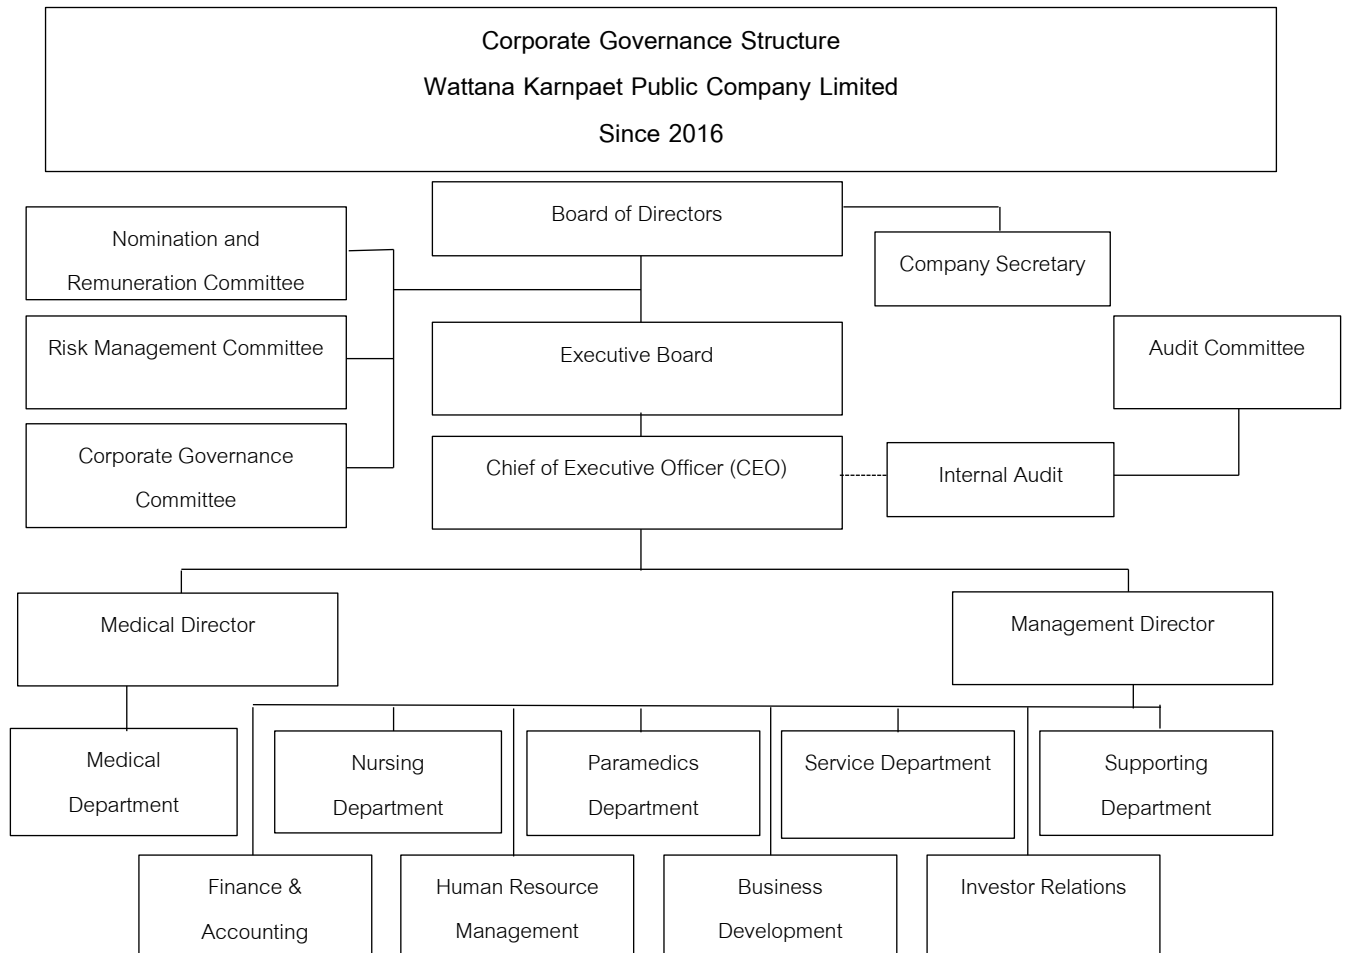 Corporate Governance Structure
Wattana Karnpaet Public Company Limited
Since 2016
Board of Directors
Nomination and
Remuneration Committee
Company Secretary
Risk Management Committee
Executive Board
Audit Committee
Corporate Governance
Committee
Chief of Executive Officer (CEO)
Internal Audit
Medical Director
Management Director
Medical
Department
Nursing
Department
Paramedics
Department
Service Department
Supporting
Department
Finance &
Accounting
Human Resource
Management
Business
Development
Investor Relations